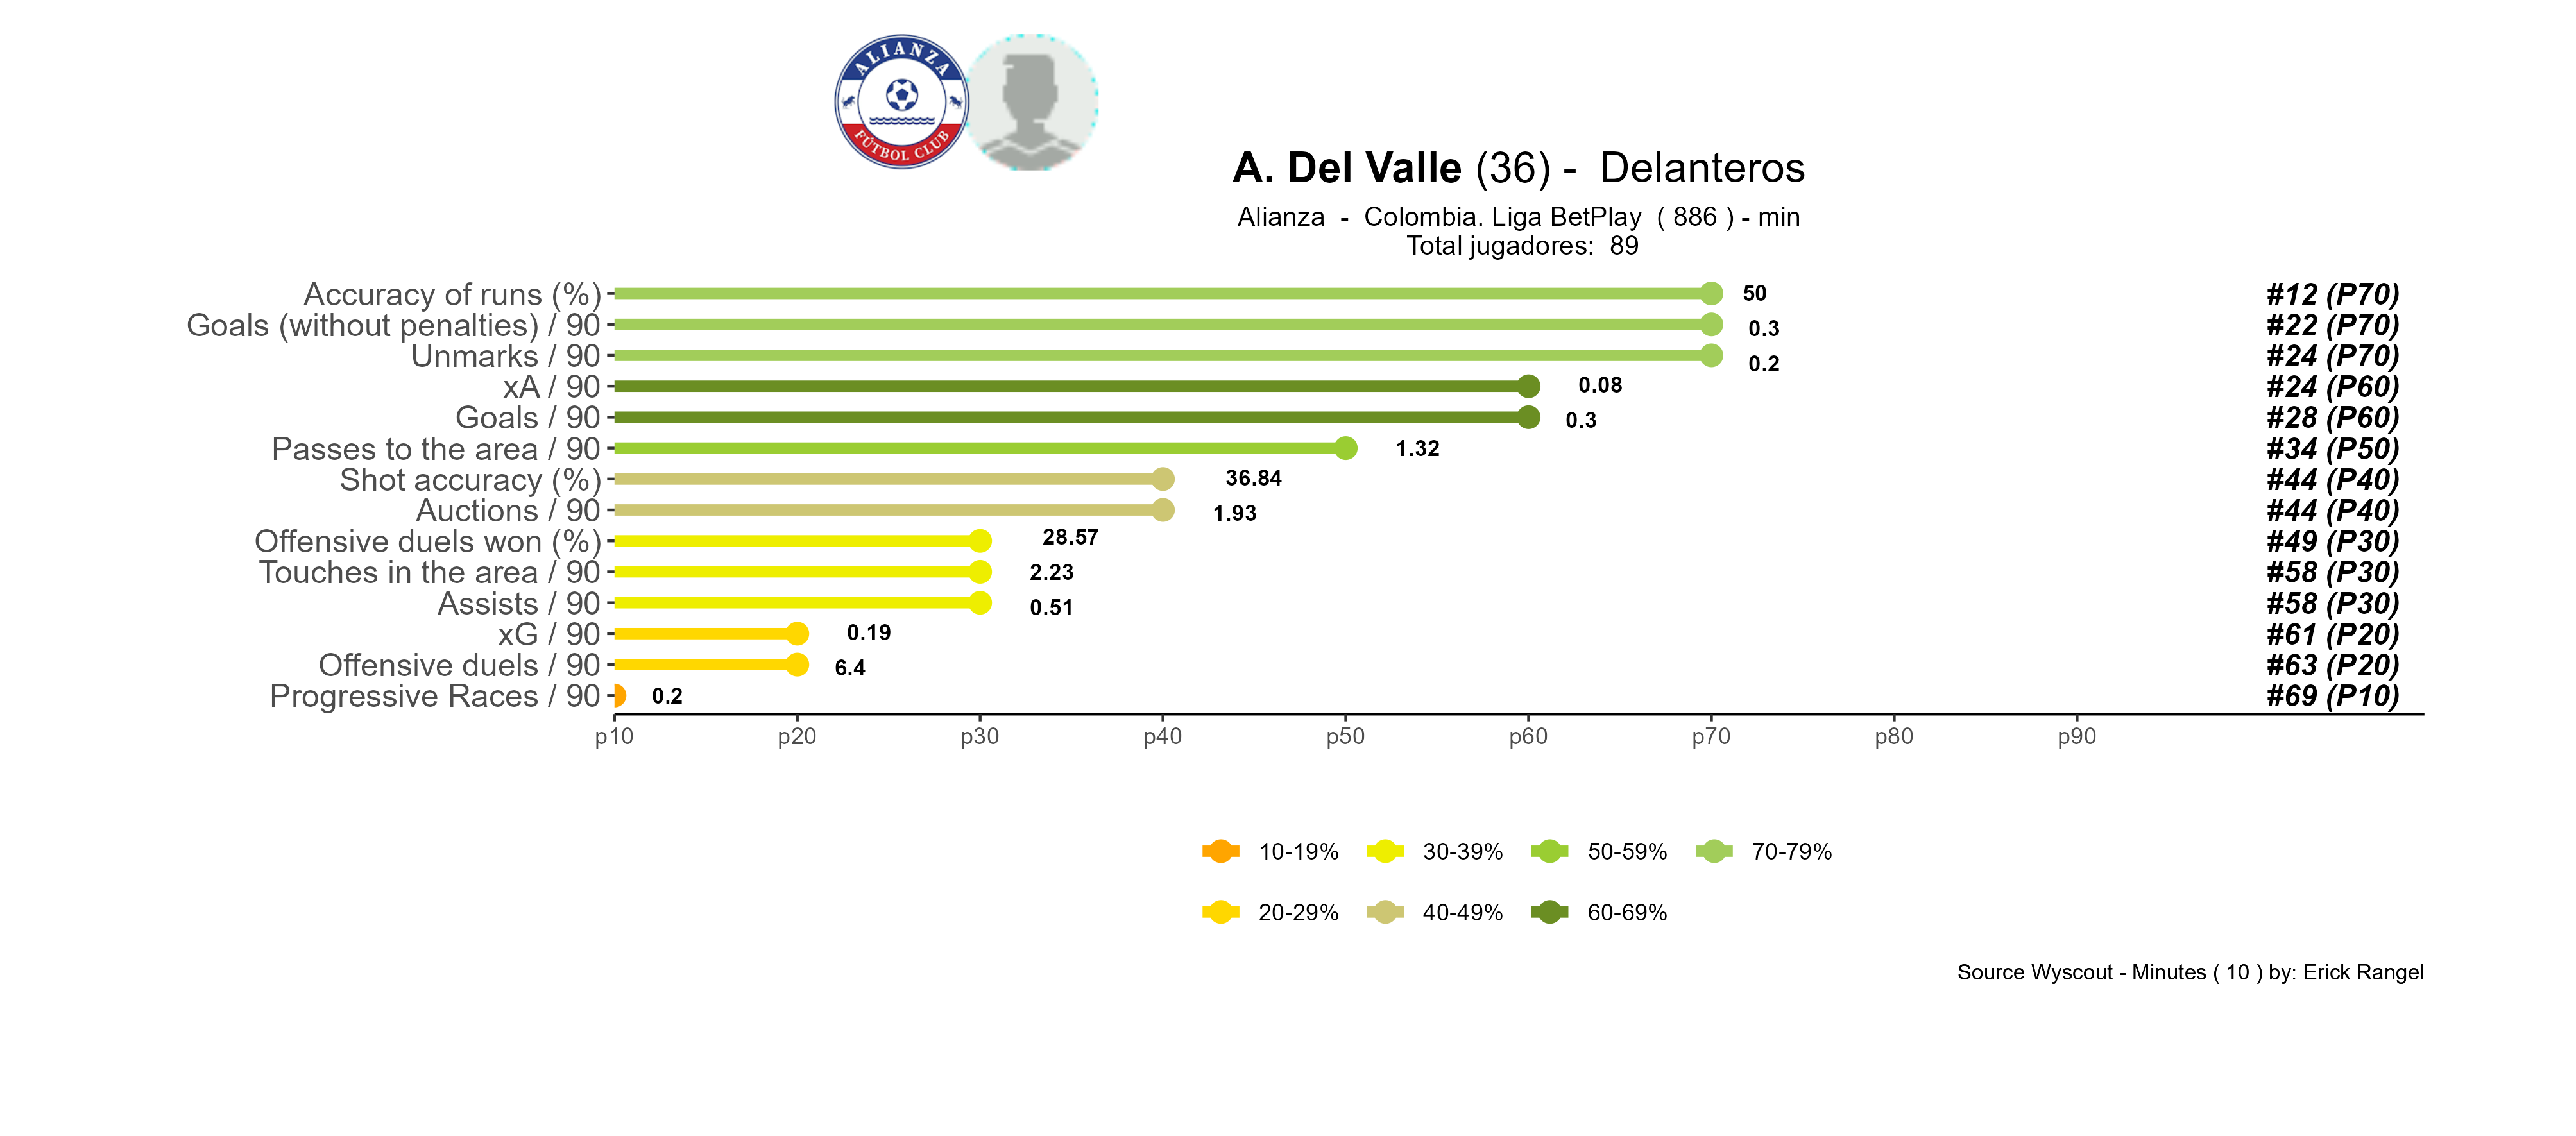 ALIANZA
FÚTBOL CLUB
A. Del Valle (36) - Delanteros
Alianza - Colombia. Liga BetPlay ( 886 ) - min
Total jugadores: 89
Accuracy of runs (%) 50 #12 (P70)
Goals (without penalties) / 90 0.3 #22 (P70)
Unmarks / 90 0.2 #24 (P70)
xA / 90 0.08 #24 (P60)
Goals / 90 0.3 #28 (P60)
Passes to the area / 90 1.32 #34 (P50)
Shot accuracy (%) 36.84 #44 (P40)
Auctions / 90 1.93 #44 (P40)
Offensive duels won (%) 28.57 #49 (P30)
Touches in the area / 90 2.23 #58 (P30)
Assists / 90 0.51 #58 (P30)
xG / 90 0.19 #61 (P20)
Offensive duels / 90 6.4 #63 (P20)
Progressive Races / 90 0.2 #69 (P10)
p10 p20 p30 p40 p50 p60 p70 p80 p90
10-19% 30-39% 50-59% 70-79%
20-29% 40-49% 60-69%
Source Wyscout - Minutes ( 10 ) by: Erick Rangel